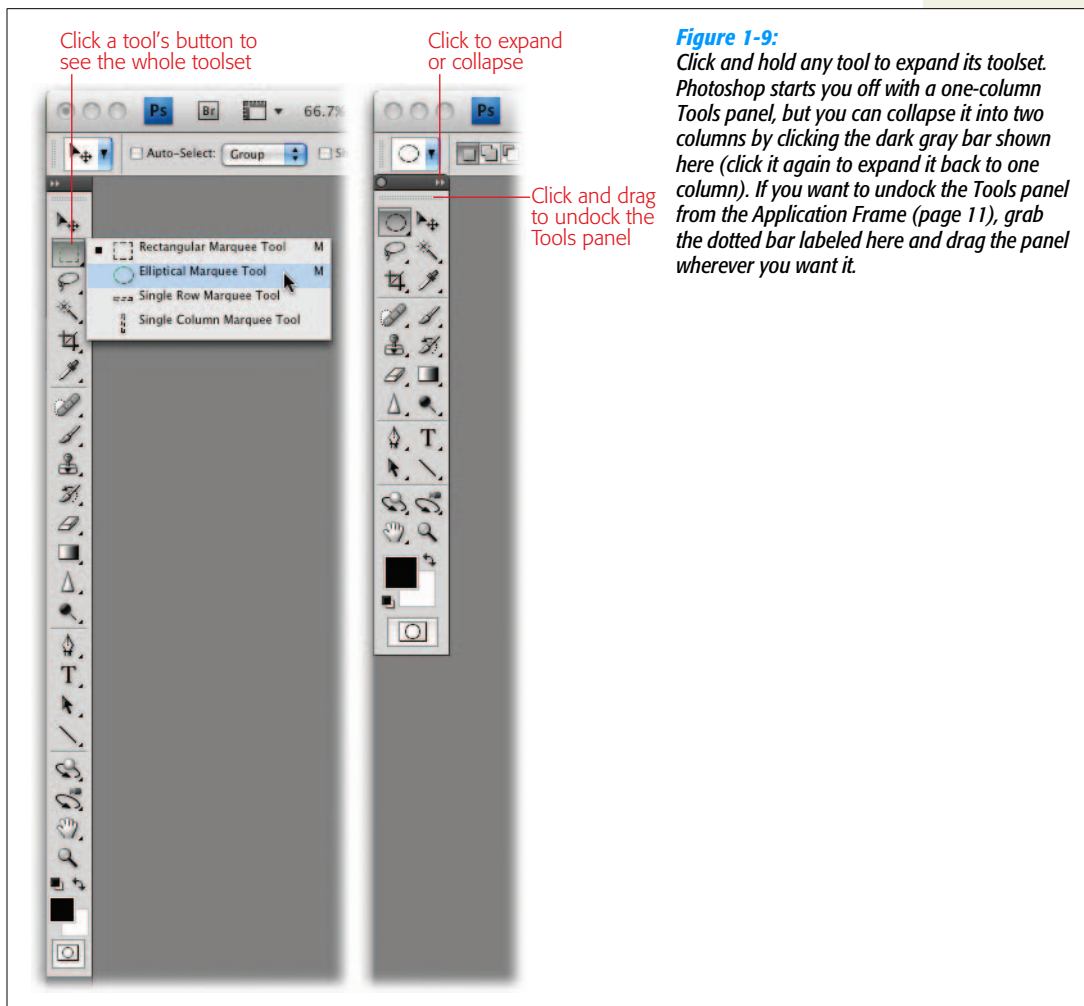 Click a tool's button to
see the whole toolset
Click to expand
or collapse
Figure 1-9:
Click and hold any tool to expand its toolset.
Photoshop starts you off with a one-column
Tools panel, but you can collapse it into two
columns by clicking the dark gray bar shown
here (click it again to expand it back to one
column). If you want to undock the Tools panel
from the Application Frame (page 11), grab
the dotted bar labeled here and drag the panel
wherever you want it.
Ps Br 66.7%
Ps
Auto-Select: Group
Click and drag
to undock the
Tools panel
Rectangular Marquee Tool M
Elliptical Marquee Tool M
Single Row Marquee Tool
Single Column Marquee Tool
T
T